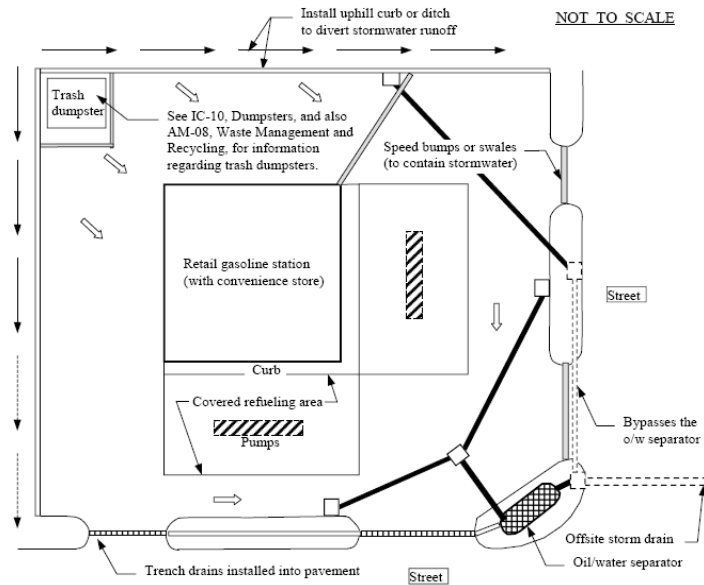 Install uphill curb or ditch
to divert stormwater runoff
NOT TO SCALE
Trash
dumpster
See IC-10, Dumpsters, and also
AM-08, Waste Management and
Recycling, for information
regarding trash dumpsters.
Speed bumps or swales
(to contain stormwater)
Retail gasoline station
(with convenience store)
Street
Curb
Covered refueling area
Pumps
Bypasses the
o/w separator
Offsite storm drain
Oil/water separator
Trench drains installed into pavement
Street